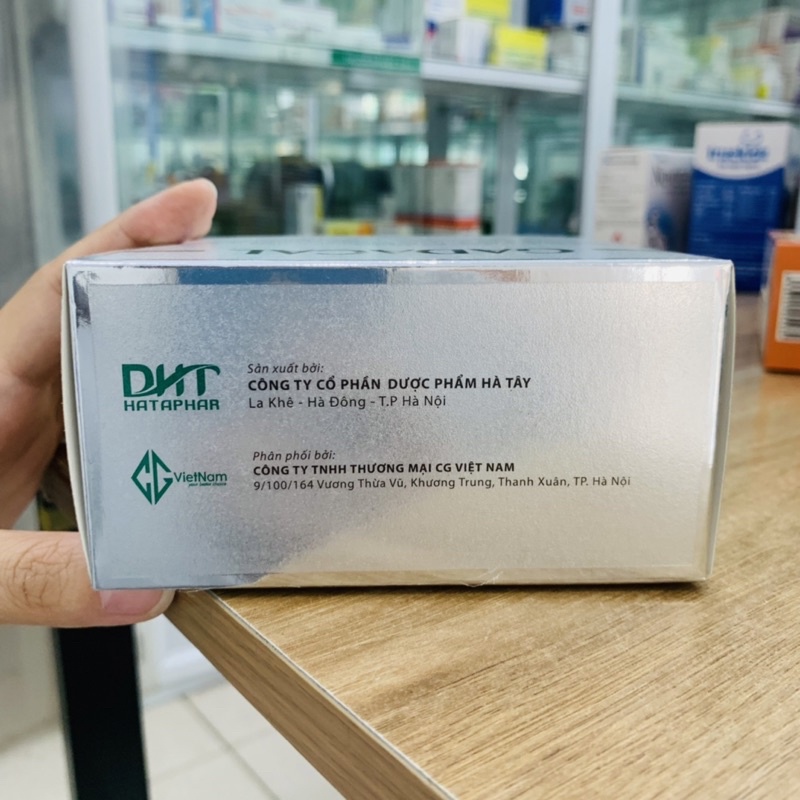 DHT
HATAPHAR
Sản xuất bởi:
CÔNG TY CỔ PHẦN DƯỢC PHẨM HÀ TÂY
La Khê - Hà Đông - T.P Hà Nội
CG
VietNam
Phân phối bởi:
CÔNG TY TNHH THƯƠNG MẠI CG VIỆT NAM
9/100/164 Vương Thừa Vũ, Khương Trung, Thanh Xuân, TP. Hà Nội